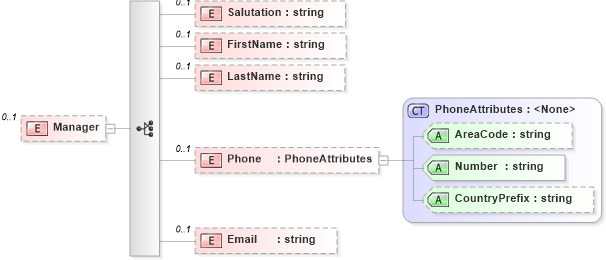 0..1
E Salutation : string
0..1
E FirstName : string
0..1
E LastName : string
0..1
E Manager
0..1
E Phone : PhoneAttributes
CT PhoneAttributes : <None>
A AreaCode : string
A Number : string
A CountryPrefix : string
0..1
E Email : string